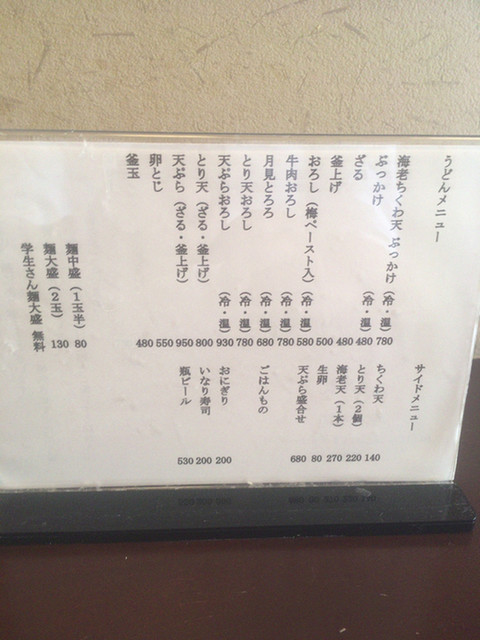 うどんメニュー
海老ちくわ天 ぶっかけ（冷・温） 780
ぶっかけ（冷・温） 480
ざる 480
釜上げ 500
おろし（梅ペースト入）（冷・温） 580
牛肉おろし（冷・温） 780
月見とろろ（冷・温） 680
とり天おろし（冷・温） 780
天ぷらおろし（冷・温） 930
とり天（ざる・釜上げ） 800
天ぷら（ざる・釜上げ） 950
卵とじ 550
釜玉 480
麺中盛（１玉半） 80
麺大盛（２玉） 130
学生さん麺大盛 無料
サイドメニュー
ちくわ天 140
とり天（２個） 220
海老天（１本） 270
生卵 80
天ぷら盛合せ 680
ごはんもの
おにぎり 200
いなり寿司 200
瓶ビール 530